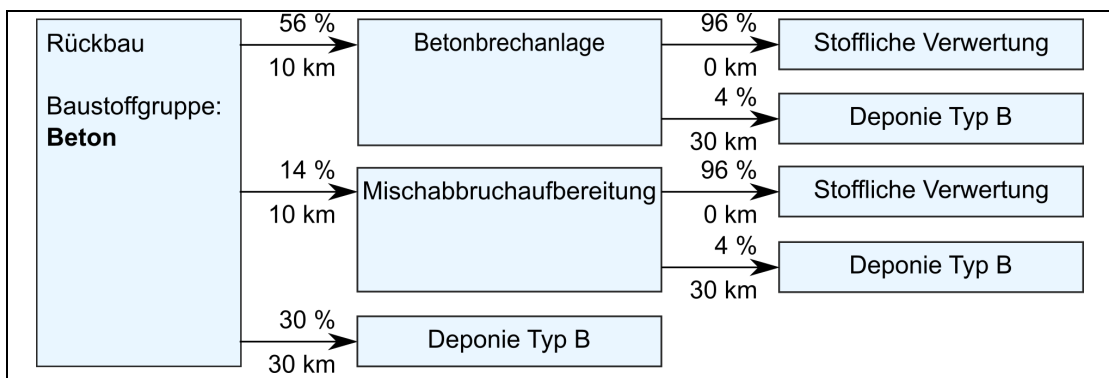 Rückbau
Baustoffgruppe:
Beton
56 %
10 km
Betonbrechanlage
96 %
0 km
Stoffliche Verwertung
4 %
30 km
Deponie Typ B
14 %
10 km
Mischabbruchaufbereitung
96 %
0 km
Stoffliche Verwertung
4 %
30 km
Deponie Typ B
30 %
30 km
Deponie Typ B